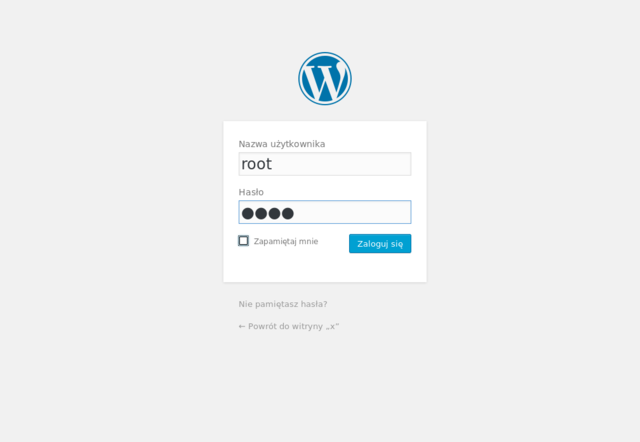 Nazwa użytkownika
root
Hasło
●●●●
Zapamiętaj mnie
Zaloguj się
Nie pamiętasz hasła?
← Powrót do witryny „x”